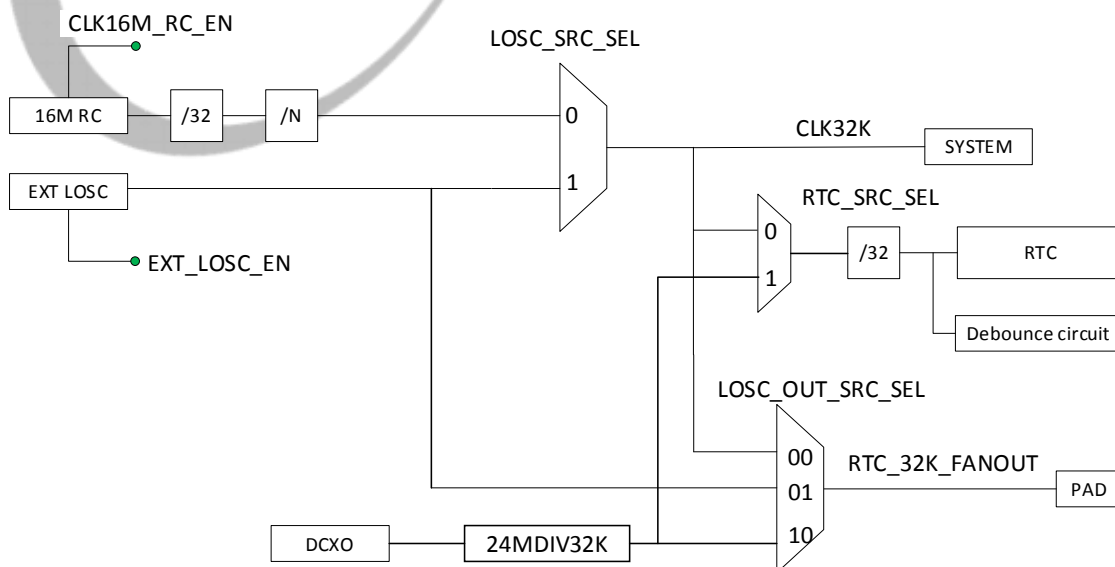 CLK16M_RC_EN
LOSC_SRC_SEL
16M RC
/32
/N
0
CLK32K
SYSTEM
EXT LOSC
1
RTC_SRC_SEL
EXT_LOSC_EN
0
1
/32
RTC
Debounce circuit
LOSC_OUT_SRC_SEL
00
01
10
RTC_32K_FANOUT
PAD
DCXO
24MDIV32K